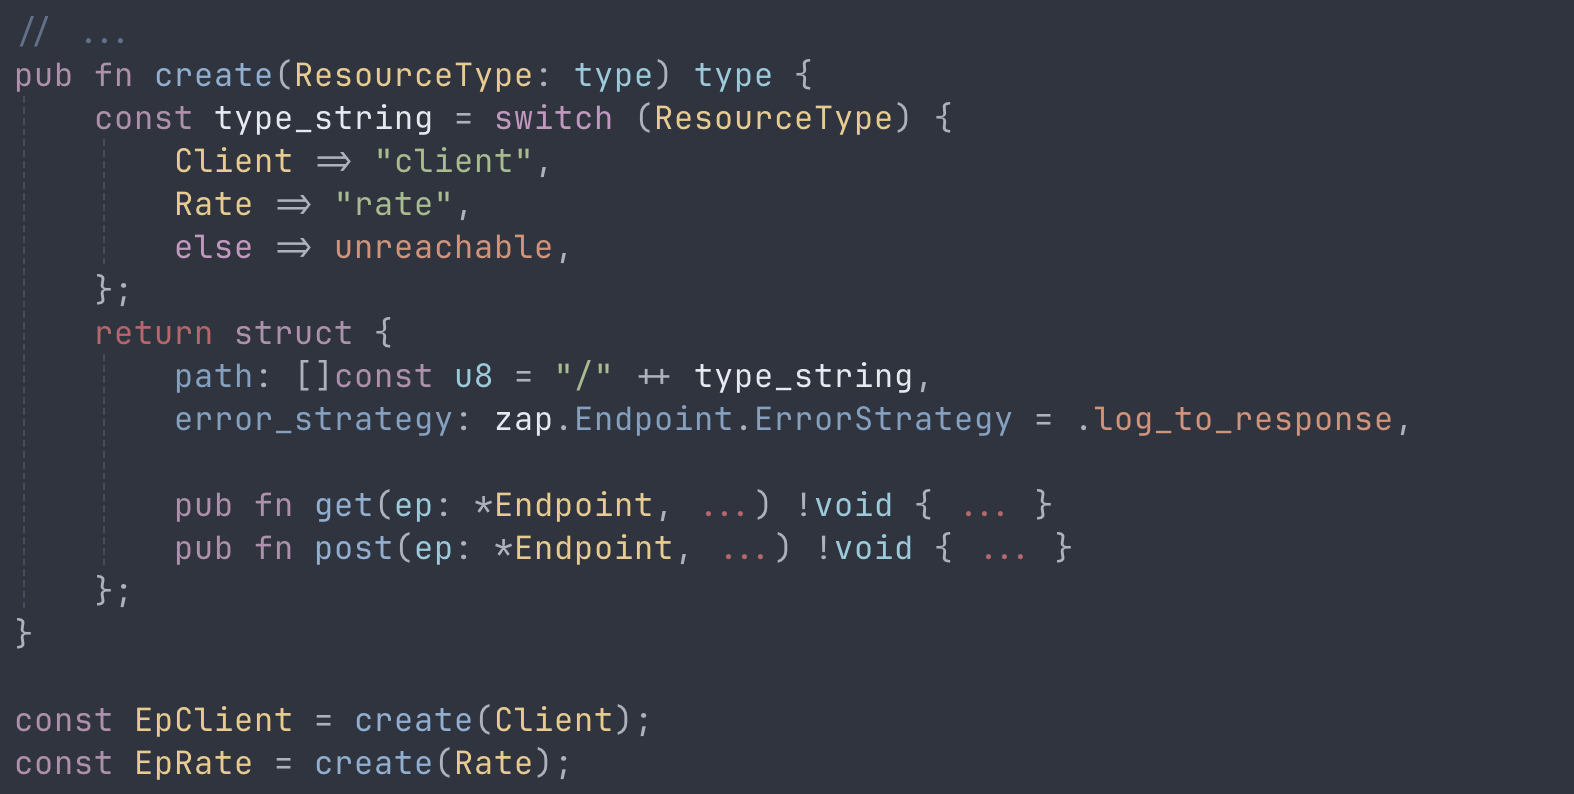 // ...
pub fn create(ResourceType: type) type {
    const type_string = switch (ResourceType) {
        Client => "client",
        Rate => "rate",
        else => unreachable,
    };
    return struct {
        path: []const u8 = "/" ++ type_string,
        error_strategy: zap.Endpoint.ErrorStrategy = .log_to_response,

        pub fn get(ep: *Endpoint, ...) !void { ... }
        pub fn post(ep: *Endpoint, ...) !void { ... }
    };
}

const EpClient = create(Client);
const EpRate = create(Rate);